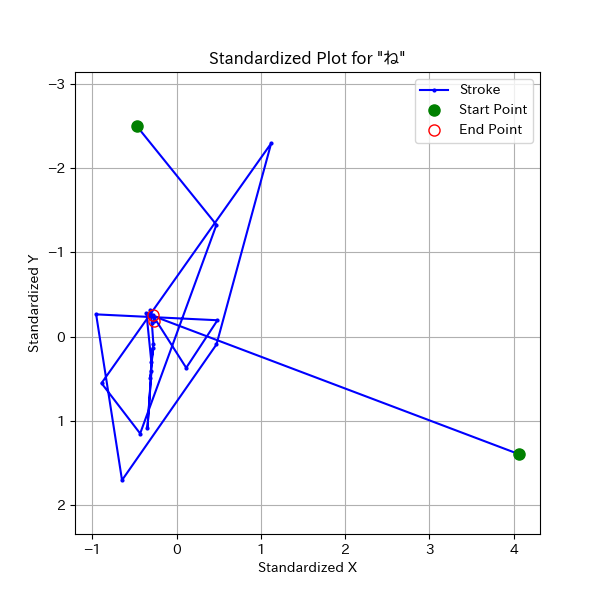 Standardized Plot for "ね"
Stroke
Start Point
End Point
−3
−2
−1
0
1
2
Standardized Y
−1 0 1 2 3 4
Standardized X